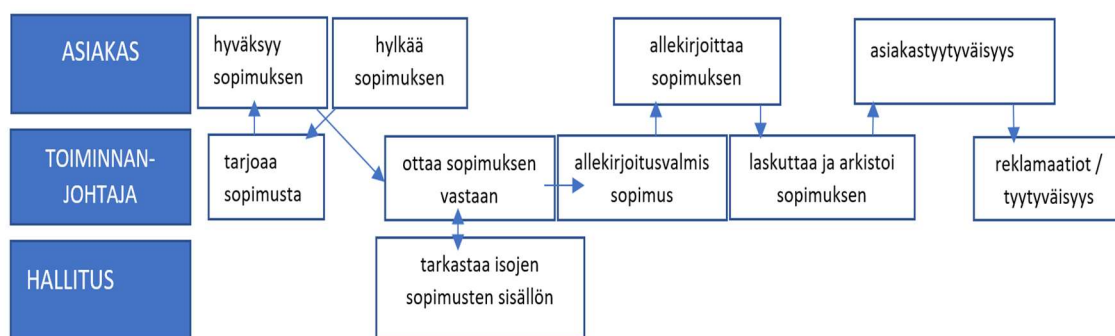 ASIAKAS
hyväksyy
sopimuksen
hylkää
sopimuksen
allekirjoittaa
sopimuksen
asiakastyytyväisyys
TOIMINNAN-
JOHTAJA
tarjoaa
sopimusta
ottaa sopimuksen
vastaan
allekirjoitusvalmis
sopimus
laskuttaa ja arkistoi
sopimuksen
reklamaatiot /
tyytyväisyys
HALLITUS
tarkastaa isojen
sopimusten sisällön